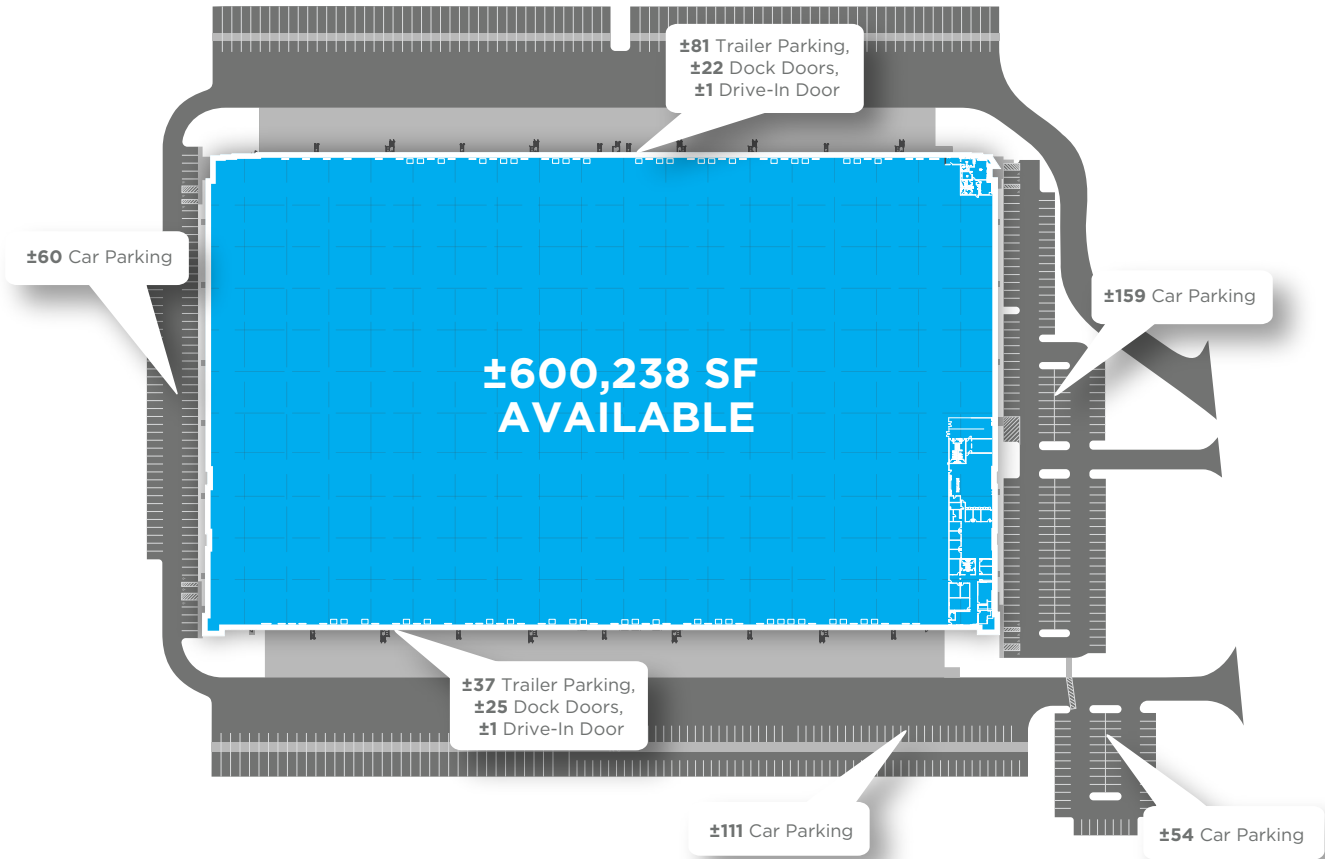 ±81 Trailer Parking,
±22 Dock Doors,
±1 Drive-In Door
±60 Car Parking
±159 Car Parking
±600,238 SF
AVAILABLE
±37 Trailer Parking,
±25 Dock Doors,
±1 Drive-In Door
±111 Car Parking
±54 Car Parking